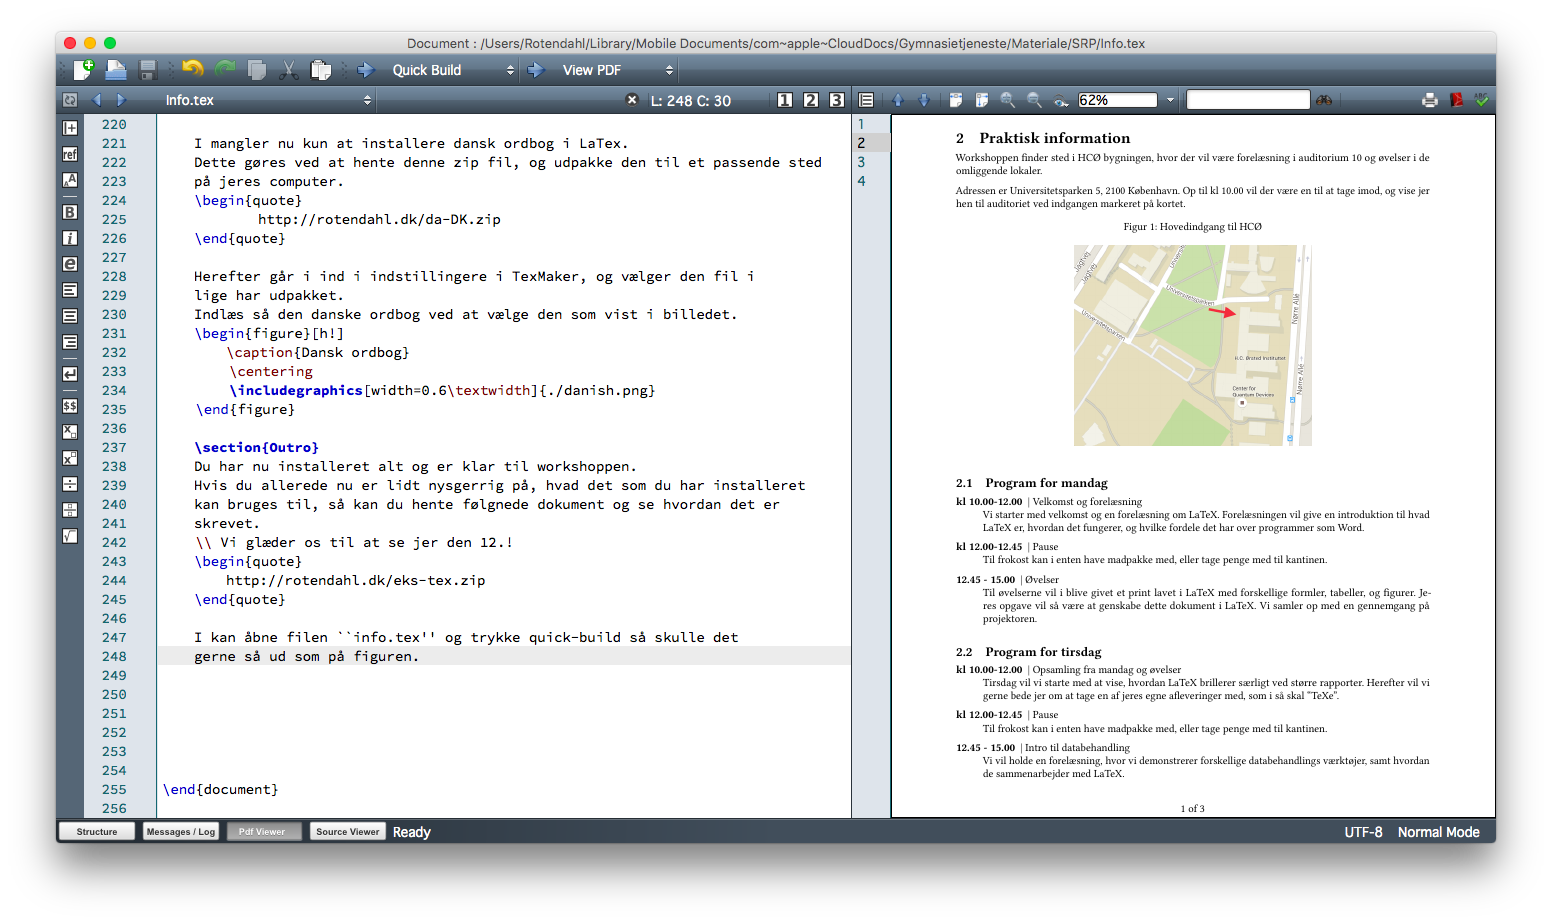 Document : /Users/Rotendahl/Library/Mobile Documents/com~apple~CloudDocs/Gymnasietjeneste/Materiale/SRP/Info.tex
Quick Build
View PDF
Info.tex
L: 248 C: 30
1 2 3
62%
ABC
ref
$$
220
221 I mangler nu kun at installere dansk ordbog i LaTex.
222 Dette gøres ved at hente denne zip fil, og udpakke den til et passende sted
223 på jeres computer.
224 \begin{quote}
225 http://rotendahl.dk/da-DK.zip
226 \end{quote}
227
228 Herefter går i ind i indstillingere i TexMaker, og vælger den fil i
229 lige har udpakket.
230 Indlæs så den danske ordbog ved at vælge den som vist i billedet.
231 \begin{figure}[h!]
232 \caption{Dansk ordbog}
233 \centering
234 \includegraphics[width=0.6\textwidth]{./danish.png}
235 \end{figure}
236
237 \section{Outro}
238 Du har nu installeret alt og er klar til workshoppen.
239 Hvis du allerede nu er lidt nysgerrig på, hvad det som du har installeret
240 kan bruges til, så kan du hente følgnede dokument og se hvordan det er
241 skrevet.
242 \\ Vi glæder os til at se jer den 12.!
243 \begin{quote}
244 http://rotendahl.dk/eks-tex.zip
245 \end{quote}
246
247 I kan åbne filen ``info.tex'' og trykke quick-build så skulle det
248 gerne så ud som på figuren.
249
250
251
252
253
254
255 \end{document}
256
1
2
3
4
2 Praktisk information
Workshoppen finder sted i HCØ bygningen, hvor der vil være forelæsning i auditorium 10 og øvelser i de
omliggende lokaler.
Adressen er Universitetsparken 5, 2100 København. Op til kl 10.00 vil der være en til at tage imod, og vise jer
hen til auditoriet ved indgangen markeret på kortet.
Figur 1: Hovedindgang til HCØ
Jagtvej
Jagtvej
Universitetsparken
Universitetsparken
Universitetsparken
Nørre Allé
H.C. Ørsted Institutet
Nørre Allé
Center for
Quantum Devices
2.1 Program for mandag
kl 10.00-12.00 | Velkomst og forelæsning
Vi starter med velkomst og en forelæsning om LaTeX. Forelæsningen vil give en introduktion til hvad
LaTeX er, hvordan det fungerer, og hvilke fordele det har over programmer som Word.
kl 12.00-12.45 | Pause
Til frokost kan i enten have madpakke med, eller tage penge med til kantinen.
12.45 - 15.00 | Øvelser
Til øvelserne vil i blive givet et print lavet i LaTeX med forskellige formler, tabeller, og figurer. Je-
res opgave vil så være at genskabe dette dokument i LaTeX. Vi samler op med en gennemgang på
projektoren.
2.2 Program for tirsdag
kl 10.00-12.00 | Opsamling fra mandag og øvelser
Tirsdag vil vi starte med at vise, hvordan LaTeX brillerer særligt ved større rapporter. Herefter vil vi
gerne bede jer om at tage en af jeres egne afleveringer med, som i så skal "TeXe".
kl 12.00-12.45 | Pause
Til frokost kan i enten have madpakke med, eller tage penge med til kantinen.
12.45 - 15.00 | Intro til databehandling
Vi vil holde en forelæsning, hvor vi demonstrerer forskellige databehandlings værktøjer, samt hvordan
de sammenarbejder med LaTeX.
1 of 3
Structure
Messages / Log
Pdf Viewer
Source Viewer
Ready
UTF-8
Normal Mode